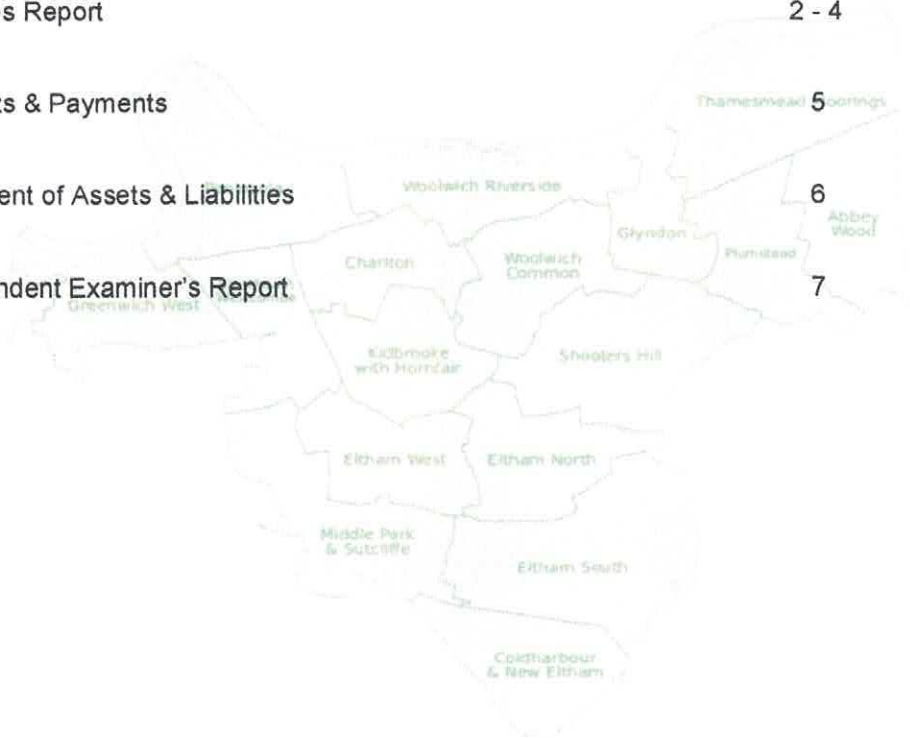 s Report 2 - 4
ts & Payments 5
Thamesmead Moorings
ent of Assets & Liabilities 6
Woolwich Riverside
Abbey
Wood
Glyndon
Plumstead
Charlton
Woolwich
Common
ndent Examiner's Report 7
Greenwich West
Kidbrooke
with Hornfair
Shooters Hill
Eltham West
Eltham North
Middle Park
& Sutcliffe
Eltham South
Coldharbour
& New Eltham